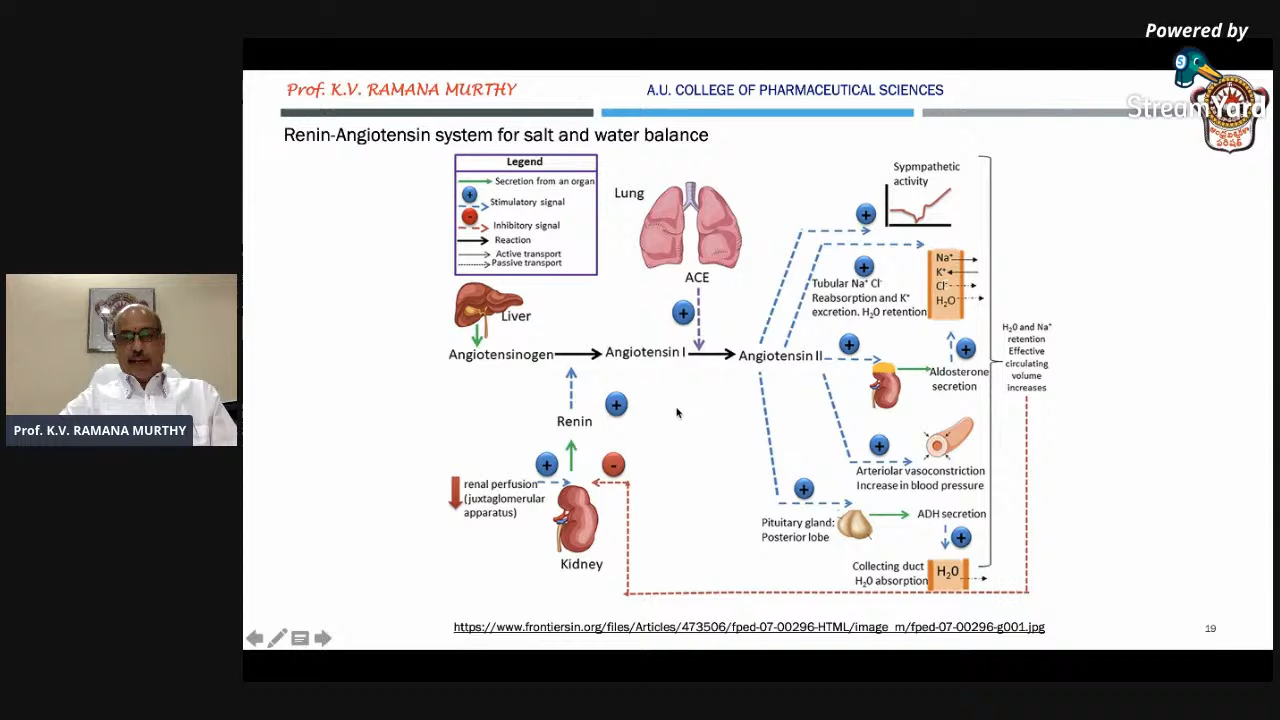 Powered by
StreamYard
S
ఆంధ్ర విశ్వకళా
పరిషత్
Prof. K.V. RAMANA MURTHY
A.U. COLLEGE OF PHARMACEUTICAL SCIENCES
Renin-Angiotensin system for salt and water balance
Legend
Secretion from an organ
+
Stimulatory signal
-
Inhibitory signal
Reaction
Active transport
Passive transport
Lung
ACE
+
Liver
Angiotensinogen
Angiotensin I
Angiotensin II
Renin
+
+
-
renal perfusion
(juxtaglomerular
apparatus)
Kidney
Sypmpathetic
activity
+
+
Tubular Na⁺ Cl⁻
Reabsorption and K⁺
excretion. H₂O retention
Na⁺
K⁺
Cl⁻
H₂O
+
+
Aldosterone
secretion
+
Arteriolar vasoconstriction
Increase in blood pressure
+
Pituitary gland:
Posterior lobe
ADH secretion
+
Collecting duct
H₂O absorption
H₂O
H₂0 and Na⁺
retention
Effective
circulating
volume
increases
https://www.frontiersin.org/files/Articles/473506/fped-07-00296-HTML/image_m/fped-07-00296-g001.jpg
19
Prof. K.V. RAMANA MURTHY